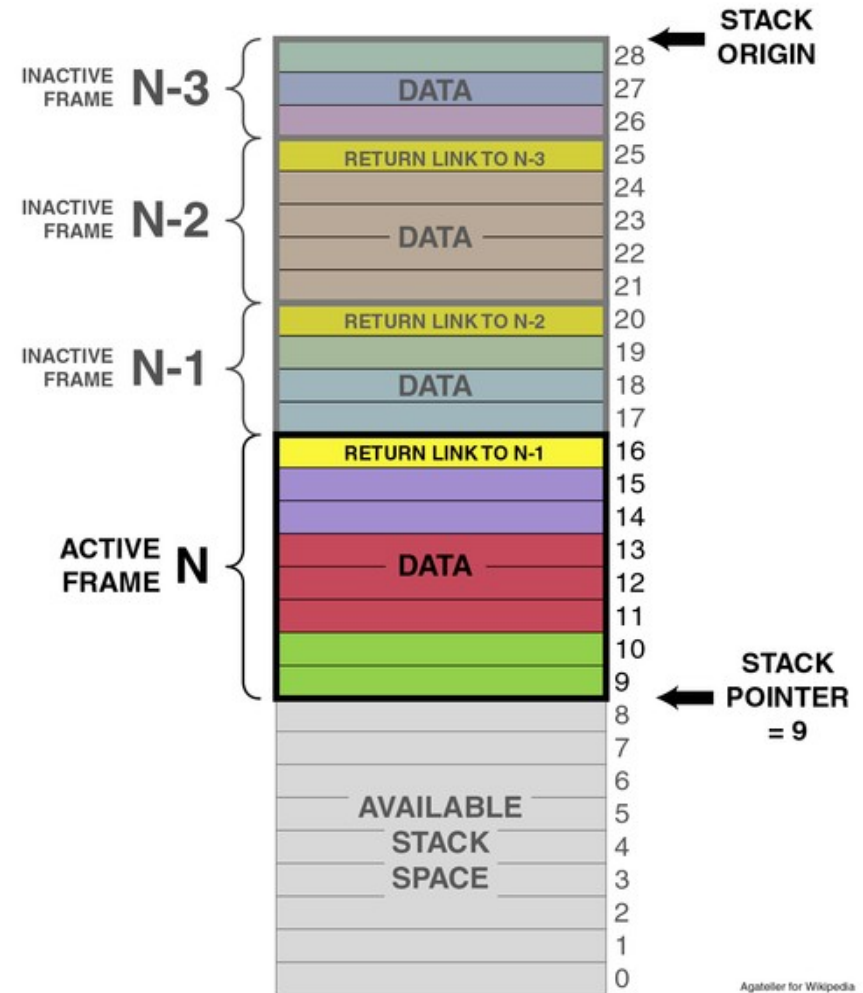 STACK
ORIGIN
INACTIVE
FRAME
N-3
DATA
28
27
26
INACTIVE
FRAME
N-2
RETURN LINK TO N-3
DATA
25
24
23
22
21
INACTIVE
FRAME
N-1
RETURN LINK TO N-2
DATA
20
19
18
17
ACTIVE
FRAME
N
RETURN LINK TO N-1
DATA
16
15
14
13
12
11
10
9
STACK
POINTER
= 9
AVAILABLE
STACK
SPACE
8
7
6
5
4
3
2
1
0
Agateller for Wikipedia